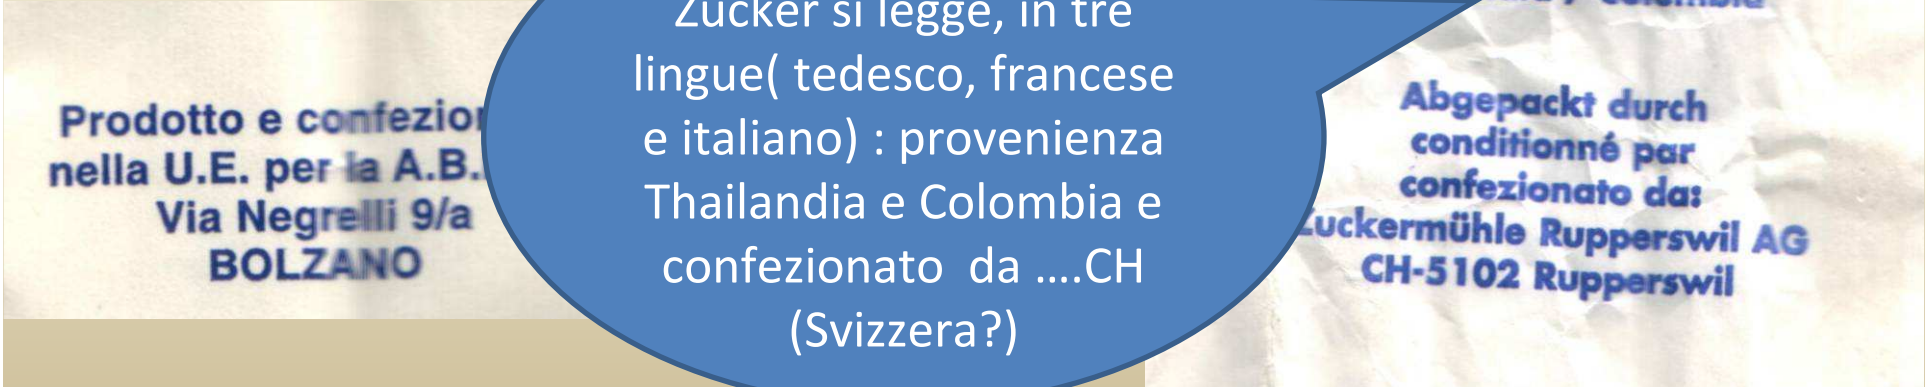 Prodotto e confezio
nella U.E. per la A.B.
Via Negrelli 9/a
BOLZANO
Zucker si legge, in tre
lingue( tedesco, francese
e italiano) : provenienza
Thailandia e Colombia e
confezionato da ....CH
(Svizzera?)
Abgepackt durch
conditionné par
confezionato da:
Zuckermühle Rupperswil AG
CH-5102 Rupperswil